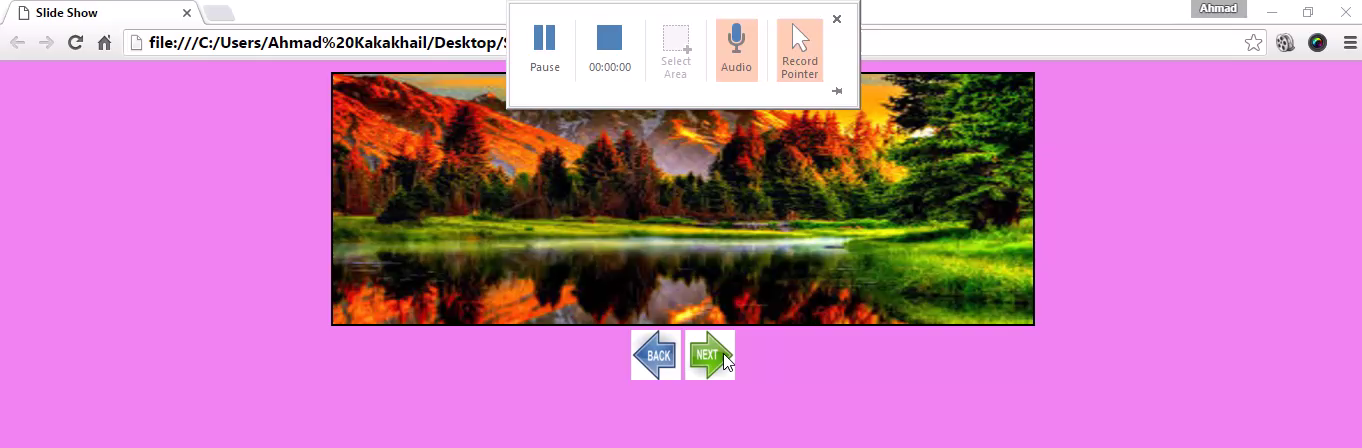 Slide Show
Ahmad
file:///C:/Users/Ahmad%20Kakakhail/Desktop/S
Pause
00:00:00
Select
Area
Audio
Record
Pointer
BACK
NEXT